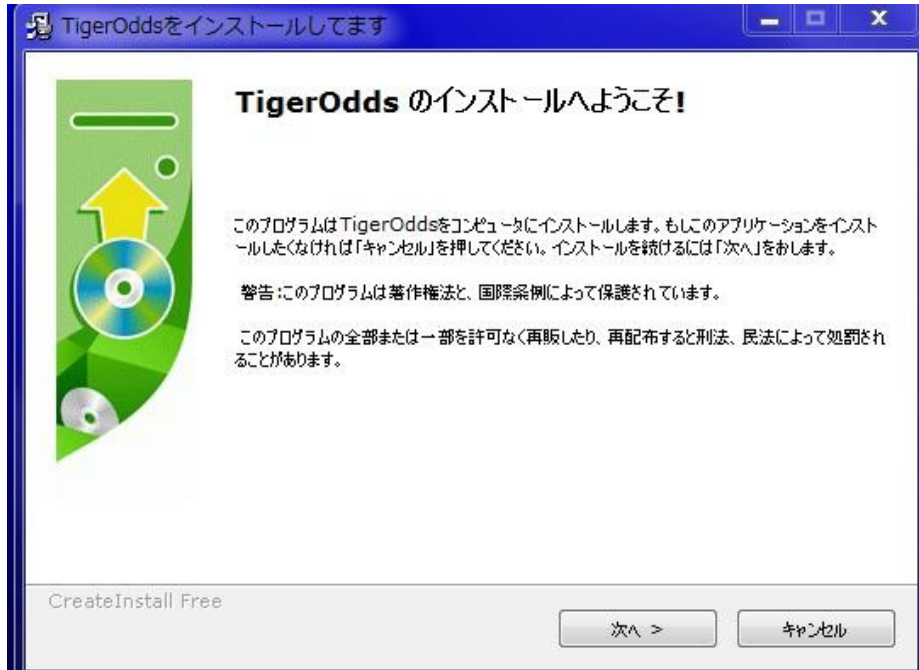 TigerOddsをインストールしてます
TigerOdds のインストールへようこそ!
このプログラムはTigerOddsをコンピュータにインストールします。もしこのアプリケーションをインスト
ールしたくなければ「キャンセル」を押してください。インストールを続けるには「次へ」をおします。
警告:このプログラムは著作権法と、国際条例によって保護されています。
このプログラムの全部または一部を許可なく再販したり、再配布すると刑法、民法によって処罰され
ることがあります。
CreateInstall Free
次へ >
キャンセル